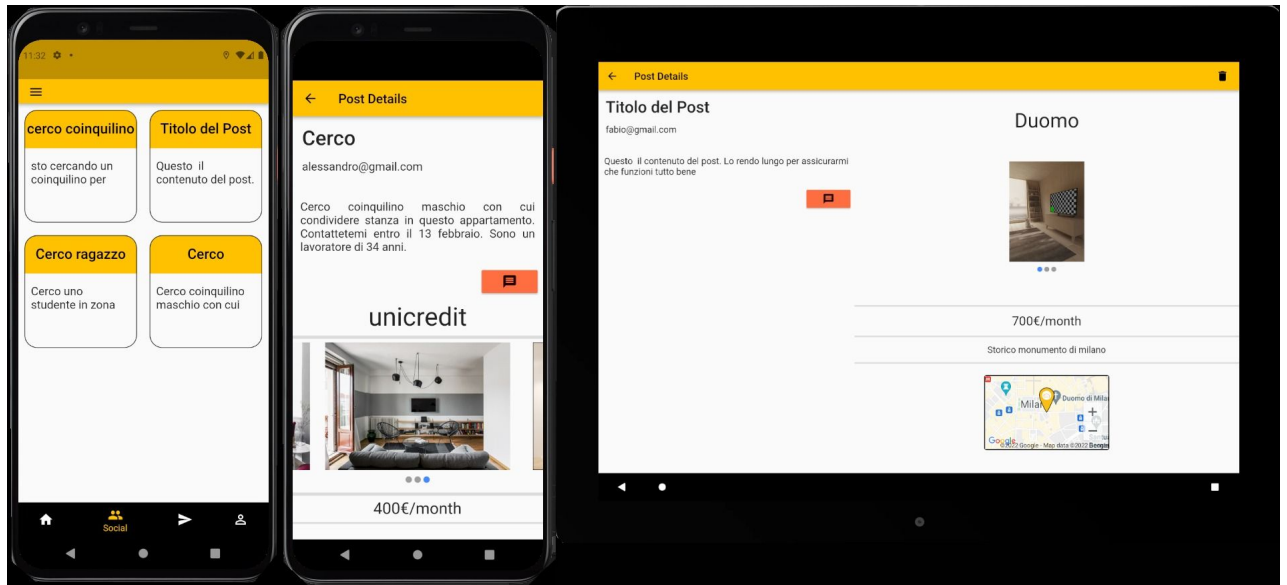 11:32
cerco coinquilino
sto cercando un
coinquilino per
Titolo del Post
Questo  il
contenuto del post.
Cerco ragazzo
Cerco uno
studente in zona
Cerco
Cerco coinquilino
maschio con cui
Social
Post Details
Cerco
alessandro@gmail.com
Cerco coinquilino maschio con cui
condividere stanza in questo appartamento.
Contattetemi entro il 13 febbraio. Sono un
lavoratore di 34 anni.
unicredit
400€/month
Post Details
Titolo del Post
fabio@gmail.com
Questo  il contenuto del post. Lo rendo lungo per assicurarmi
che funzioni tutto bene
Duomo
700€/month
Storico monumento di milano
Duomo di Mila
Milan
Google
©2022 Google - Map data ©2022